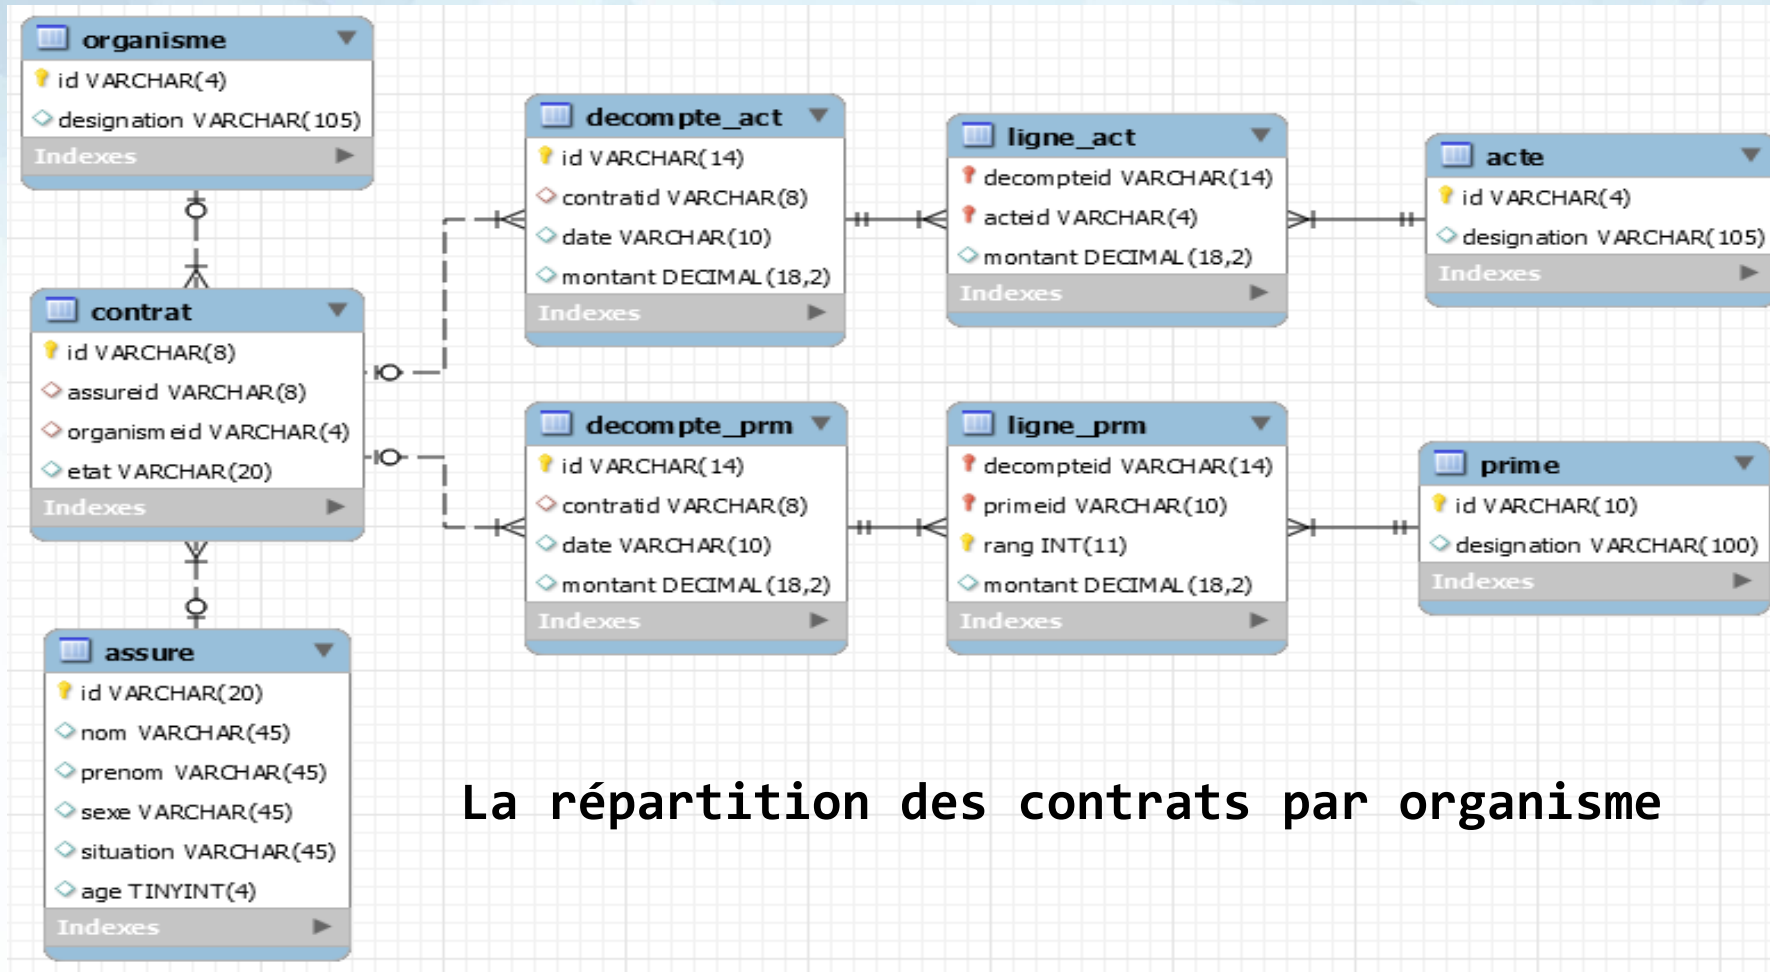 organisme
id VARCHAR(4)
designation VARCHAR(105)
Indexes
contrat
id VARCHAR(8)
assureid VARCHAR(8)
organismeid VARCHAR(4)
etat VARCHAR(20)
Indexes
assure
id VARCHAR(20)
nom VARCHAR(45)
prenom VARCHAR(45)
sexe VARCHAR(45)
situation VARCHAR(45)
age TINYINT(4)
Indexes
decompte_act
id VARCHAR(14)
contratid VARCHAR(8)
date VARCHAR(10)
montant DECIMAL(18,2)
Indexes
decompte_prm
id VARCHAR(14)
contratid VARCHAR(8)
date VARCHAR(10)
montant DECIMAL(18,2)
Indexes
ligne_act
decompteid VARCHAR(14)
acteid VARCHAR(4)
montant DECIMAL(18,2)
Indexes
ligne_prm
decompteid VARCHAR(14)
primeid VARCHAR(10)
rang INT(11)
montant DECIMAL(18,2)
Indexes
acte
id VARCHAR(4)
designation VARCHAR(105)
Indexes
prime
id VARCHAR(10)
designation VARCHAR(100)
Indexes
La répartition des contrats par organisme